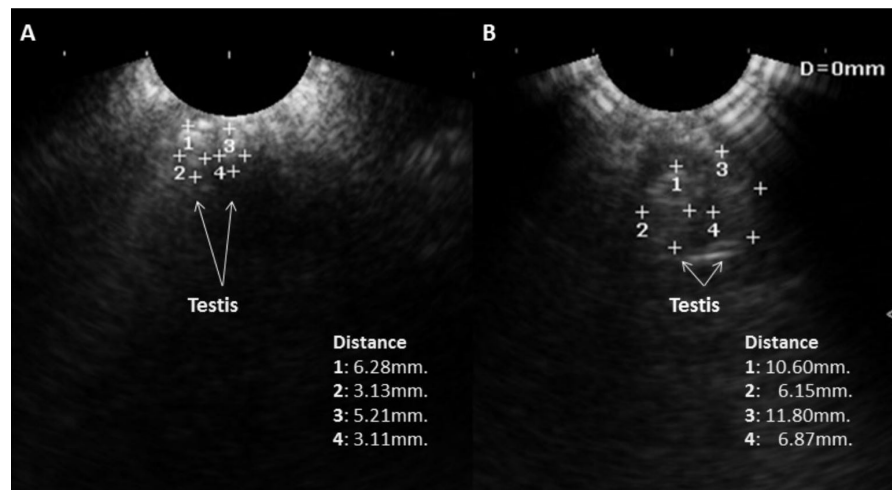 A
1
3
2
4
Testis
Distance
1: 6.28mm.
2: 3.13mm.
3: 5.21mm.
4: 3.11mm.
B
D=0mm
3
1
2
4
Testis
Distance
1: 10.60mm.
2: 6.15mm.
3: 11.80mm.
4: 6.87mm.